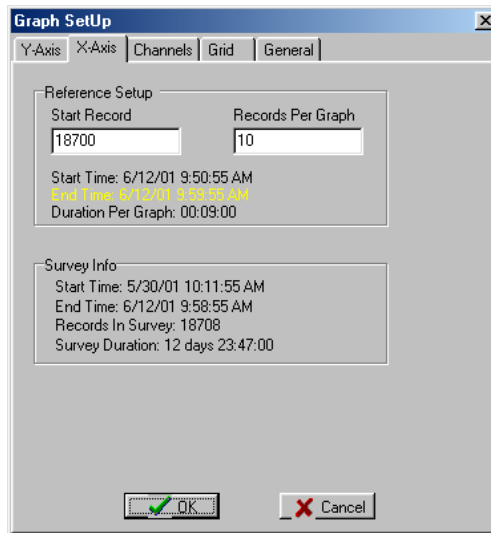 Graph SetUp
Y-Axis X-Axis Channels Grid General
Reference Setup
Start Record Records Per Graph
18700 10
Start Time: 6/12/01 9:50:55 AM
End Time: 6/12/01 9:59:55 AM
Duration Per Graph: 00:09:00
Survey Info
Start Time: 5/30/01 10:11:55 AM
End Time: 6/12/01 9:58:55 AM
Records In Survey: 18708
Survey Duration: 12 days 23:47:00
OK Cancel